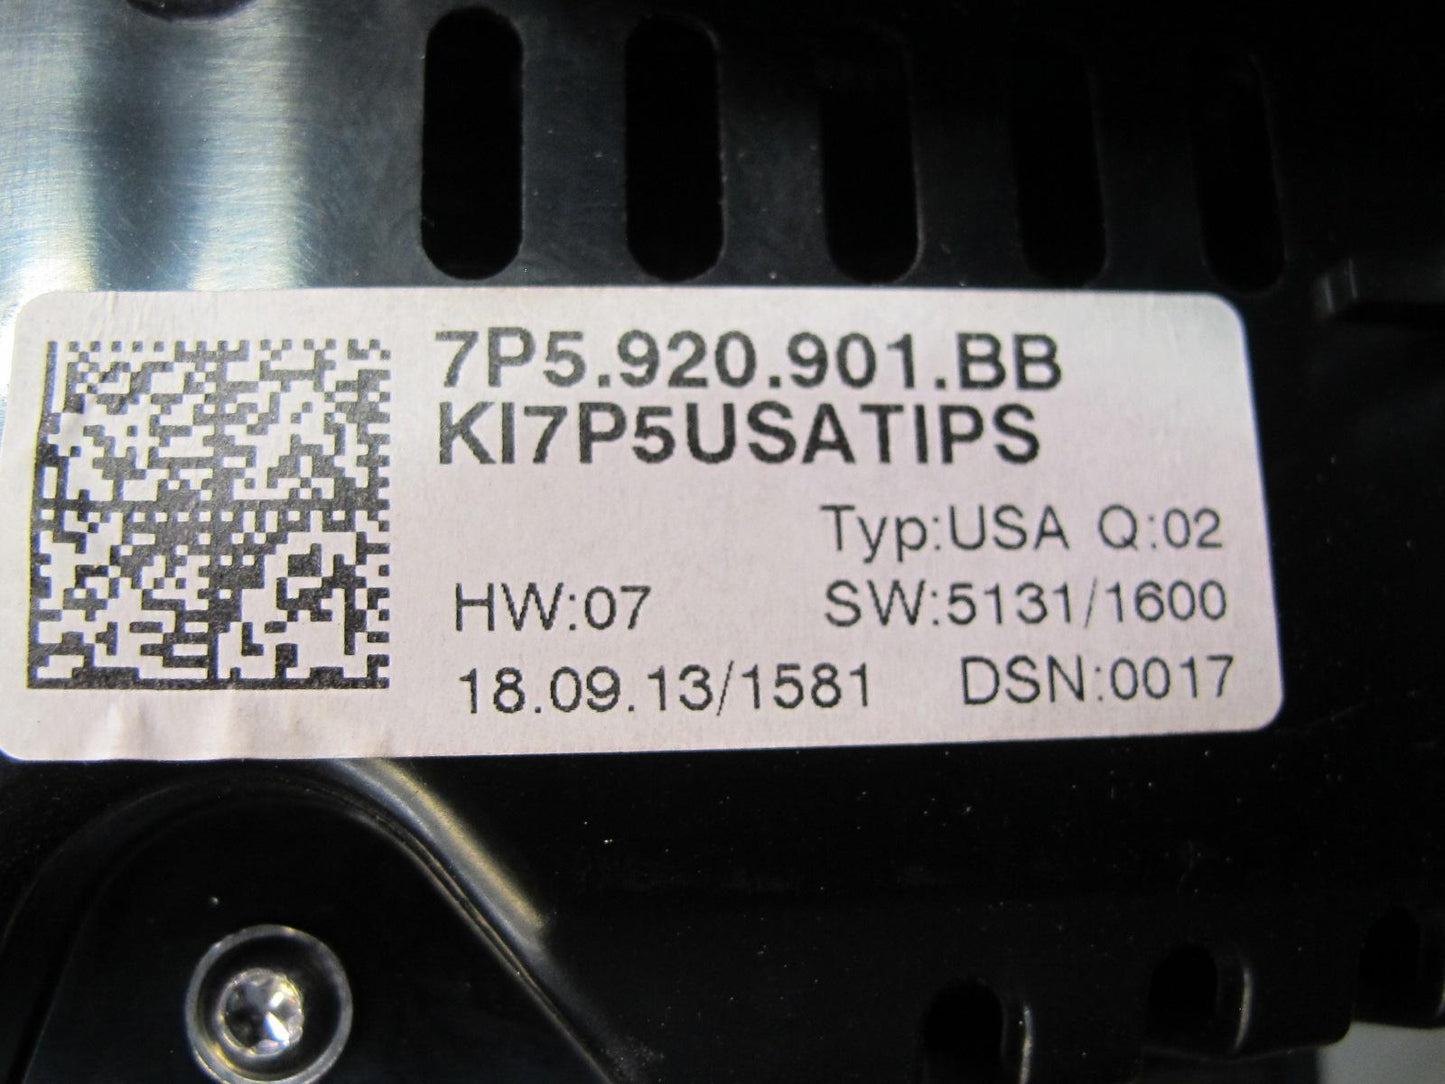 7P5.920.901.BB
KI7P5USATIPS
Typ:USA Q:02
HW:07 SW:5131/1600
18.09.13/1581 DSN:0017